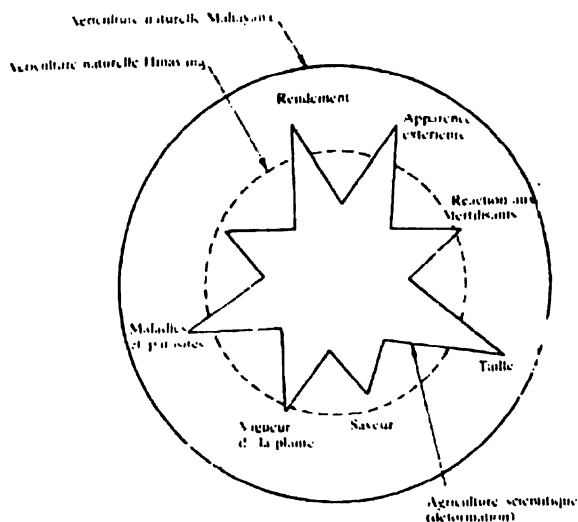 Agriculture naturelle Mahayana
Agriculture naturelle Hinayana
Rendement
Apparence
extérieure
Réaction aux
fertilisants
Maladies
et parasites
Taille
Vigueur
de la plante
Saveur
Agriculture scientifique
(déformation)